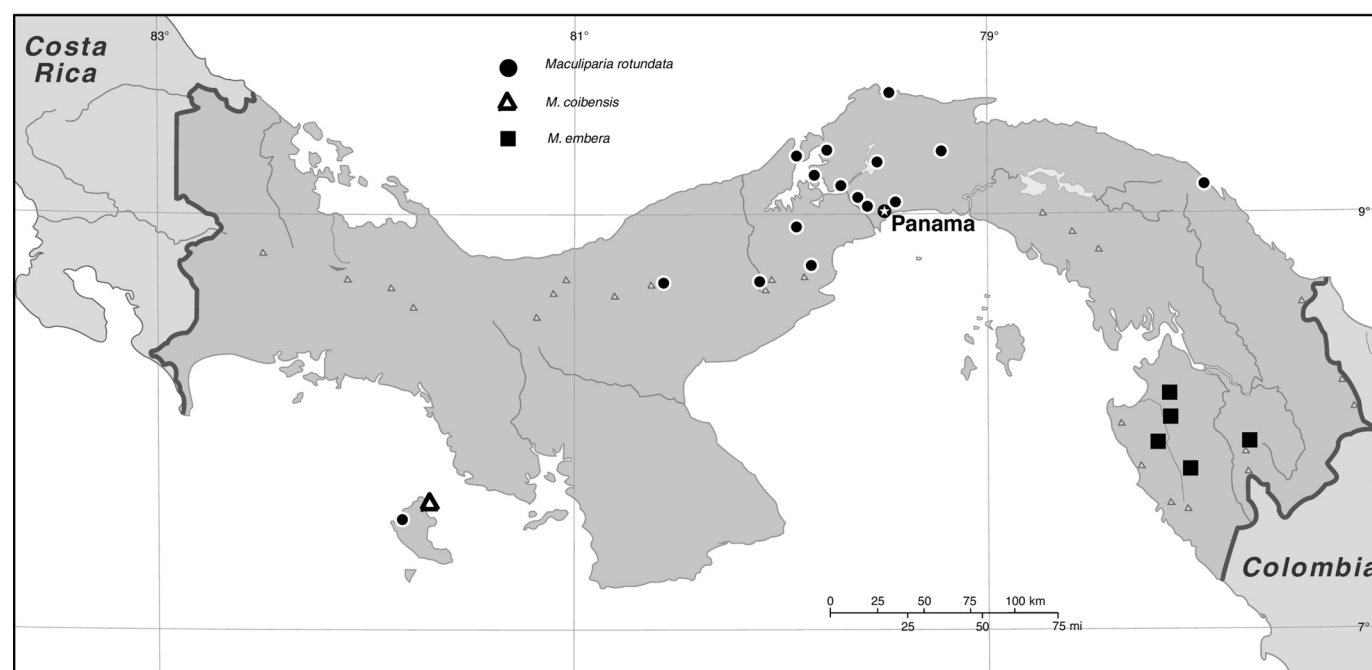 83°
81°
79°
Costa
Rica
Maculiparia rotundata
M. coibensis
M. embera
9°
Panama
Colombia
0 25 50 75 100 km
25 50 75 mi
7°